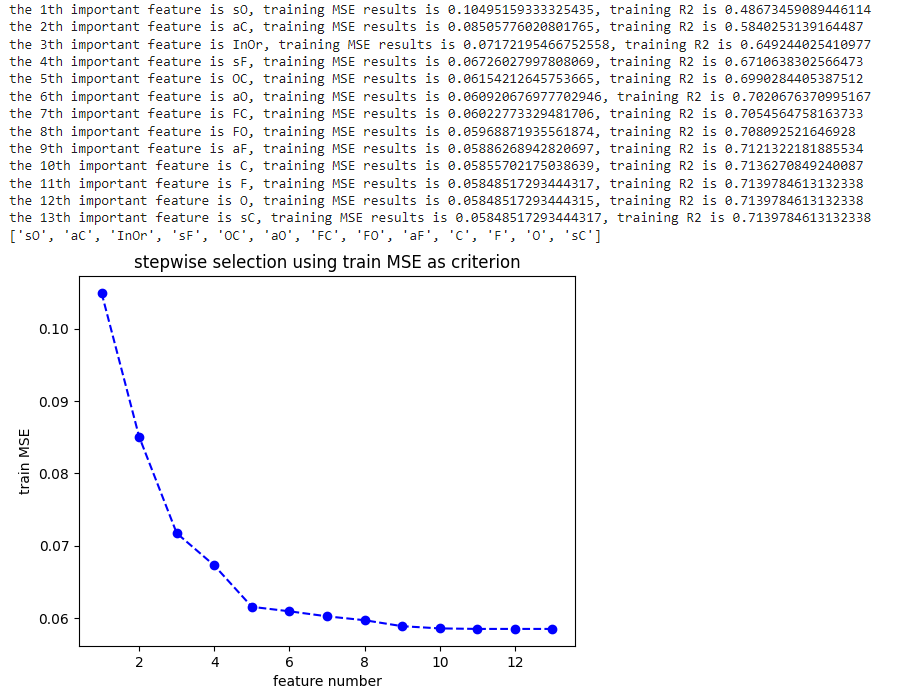 the 1th important feature is sO, training MSE results is 0.10495159333325435, training R2 is 0.48673459089446114
the 2th important feature is aC, training MSE results is 0.08505776020801765, training R2 is 0.5840253139164487
the 3th important feature is InOr, training MSE results is 0.07172195466752558, training R2 is 0.649244025410977
the 4th important feature is sF, training MSE results is 0.06726027997808069, training R2 is 0.6710638302566473
the 5th important feature is OC, training MSE results is 0.06154212645753665, training R2 is 0.6990284405387512
the 6th important feature is aO, training MSE results is 0.060920676977702946, training R2 is 0.7020676370995167
the 7th important feature is FC, training MSE results is 0.06022773329481706, training R2 is 0.7054564758163733
the 8th important feature is FO, training MSE results is 0.05968871935561874, training R2 is 0.708092521646928
the 9th important feature is aF, training MSE results is 0.05886268942820697, training R2 is 0.7121322181885534
the 10th important feature is C, training MSE results is 0.05855702175038639, training R2 is 0.7136270849240087
the 11th important feature is F, training MSE results is 0.05848517293444317, training R2 is 0.7139784613132338
the 12th important feature is O, training MSE results is 0.05848517293444315, training R2 is 0.7139784613132338
the 13th important feature is sC, training MSE results is 0.05848517293444317, training R2 is 0.7139784613132338
['sO', 'aC', 'InOr', 'sF', 'OC', 'aO', 'FC', 'FO', 'aF', 'C', 'F', 'O', 'sC']
stepwise selection using train MSE as criterion
0.10
0.09
0.08
0.07
0.06
train MSE
2 4 6 8 10 12
feature number